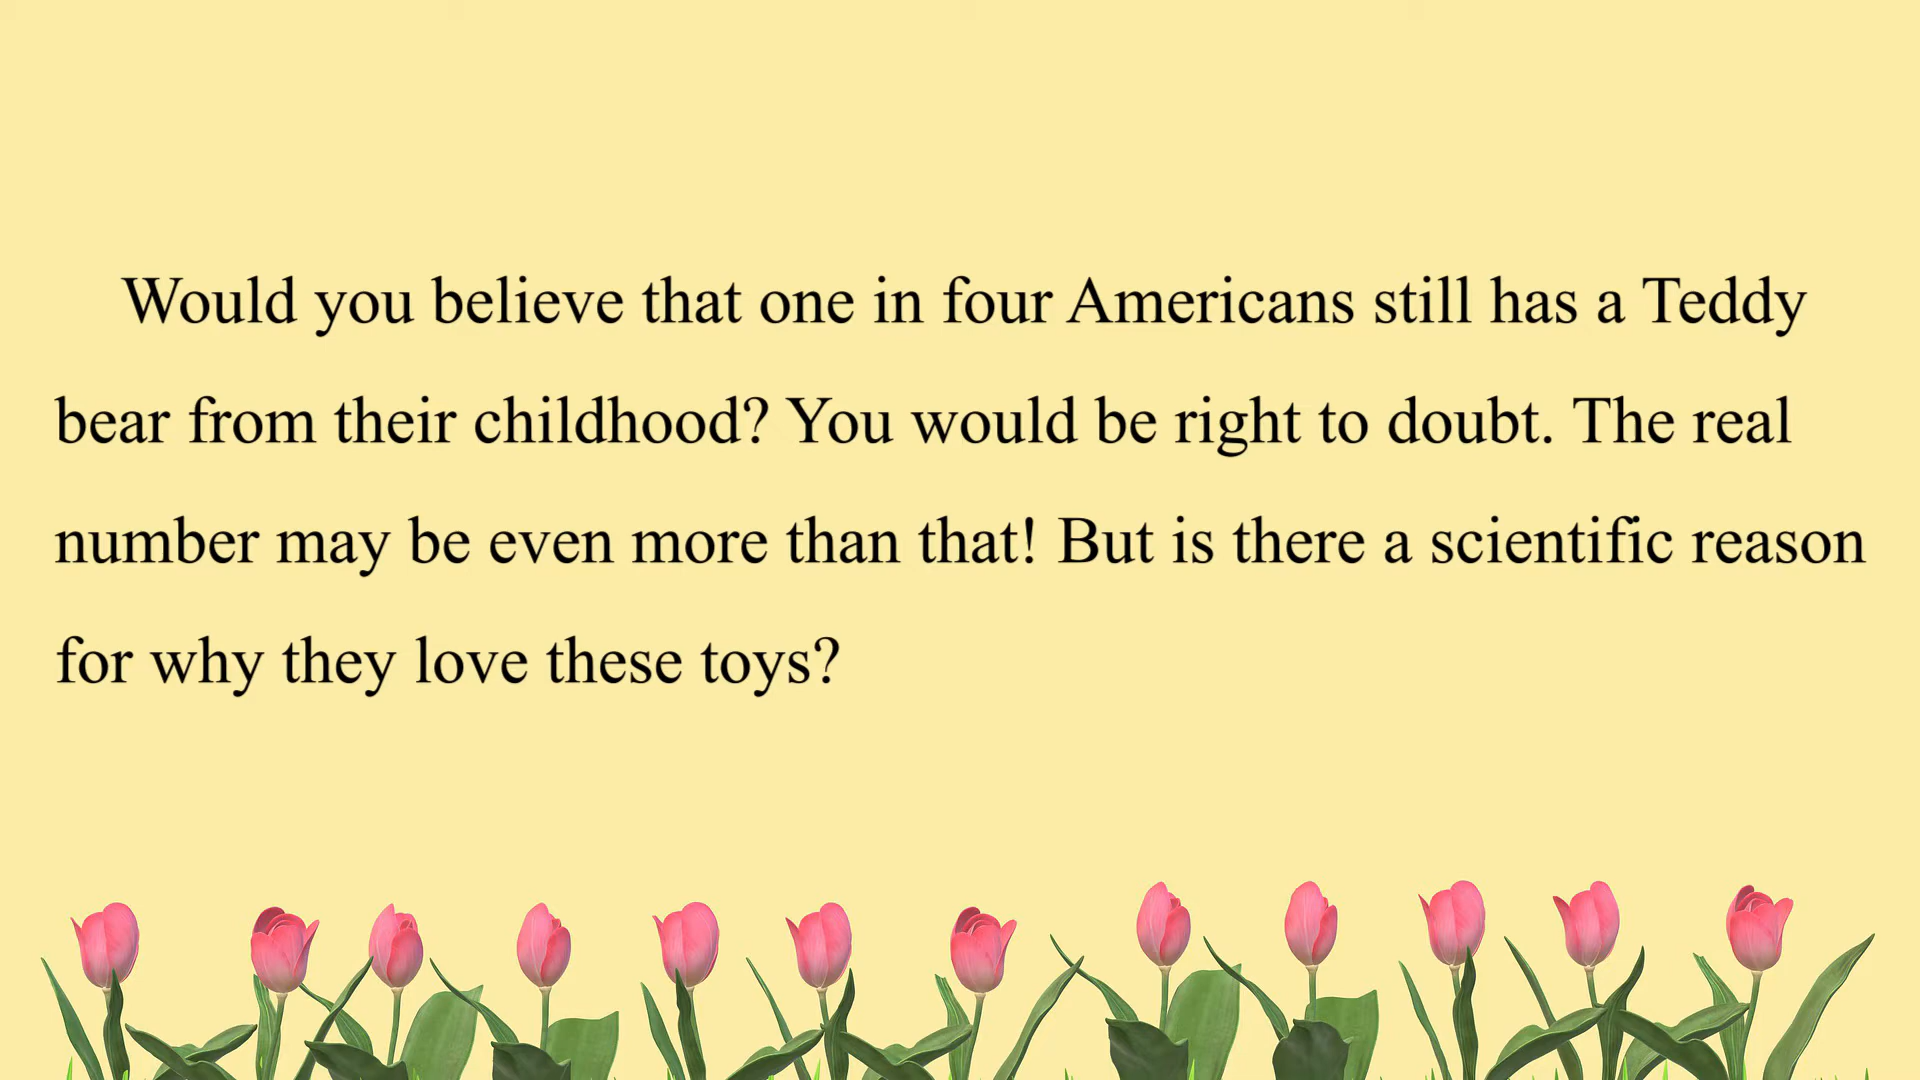 Would you believe that one in four Americans still has a Teddy
bear from their childhood? You would be right to doubt. The real
number may be even more than that! But is there a scientific reason
for why they love these toys?